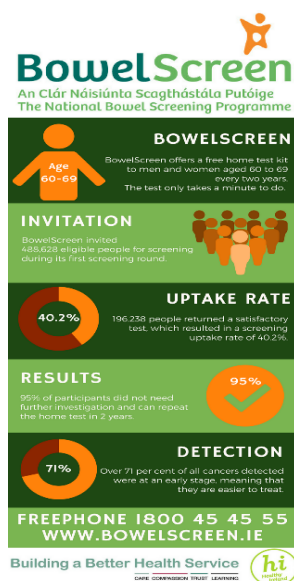 BowelScreen
An Clár Náisiúnta Scagthástála Putóige
The National Bowel Screening Programme
Age
60-69
BOWELSCREEN
BowelScreen offers a free home test kit
to men and women aged 60 to 69
every two years.
The test only takes a minute to do.
INVITATION
BowelScreen invited
488,628 eligible people for screening
during its first screening round.
40.2%
UPTAKE RATE
196,238 people returned a satisfactory
test, which resulted in a screening
uptake rate of 40.2%.
RESULTS
95% of participants did not need
further investigation and can repeat
the home test in 2 years.
95%
71%
DETECTION
Over 71 per cent of all cancers detected
were at an early stage, meaning that
they are easier to treat.
FREEPHONE 1800 45 45 55
WWW.BOWELSCREEN.IE
Building a Better Health Service
CARE COMPASSION TRUST LEARNING
hi
Healthy Ireland